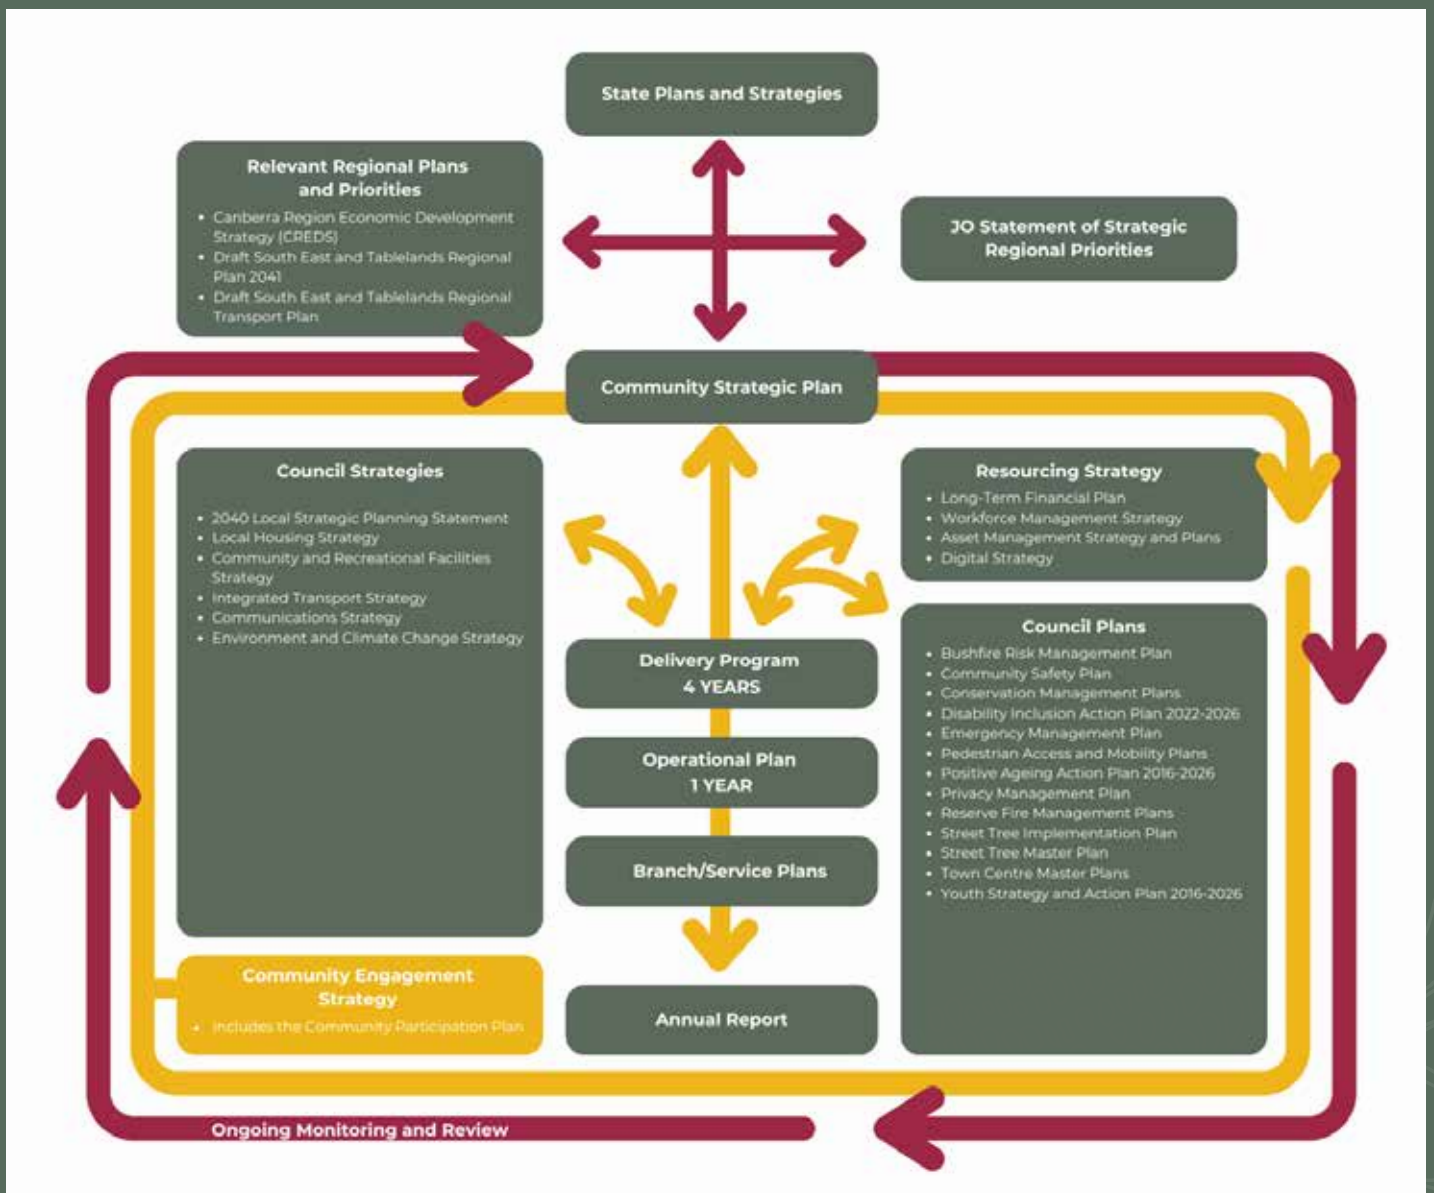 State Plans and Strategies
Relevant Regional Plans
and Priorities
• Canberra Region Economic Development
Strategy (CREDS)
• Draft South East and Tablelands Regional
Plan 2041
• Draft South East and Tablelands Regional
Transport Plan
JO Statement of Strategic
Regional Priorities
Community Strategic Plan
Council Strategies
• 2040 Local Strategic Planning Statement
• Local Housing Strategy
• Community and Recreational Facilities
Strategy
• Integrated Transport Strategy
• Communications Strategy
• Environment and Climate Change Strategy
Resourcing Strategy
• Long-Term Financial Plan
• Workforce Management Strategy
• Asset Management Strategy and Plans
• Digital Strategy
Delivery Program
4 YEARS
Operational Plan
1 YEAR
Branch/Service Plans
Annual Report
Council Plans
• Bushfire Risk Management Plan
• Community Safety Plan
• Conservation Management Plans
• Disability Inclusion Action Plan 2022-2026
• Emergency Management Plan
• Pedestrian Access and Mobility Plans
• Positive Ageing Action Plan 2016-2026
• Privacy Management Plan
• Reserve Fire Management Plans
• Street Tree Implementation Plan
• Street Tree Master Plan
• Town Centre Master Plans
• Youth Strategy and Action Plan 2016-2026
Community Engagement
Strategy
• Includes the Community Participation Plan
Ongoing Monitoring and Review